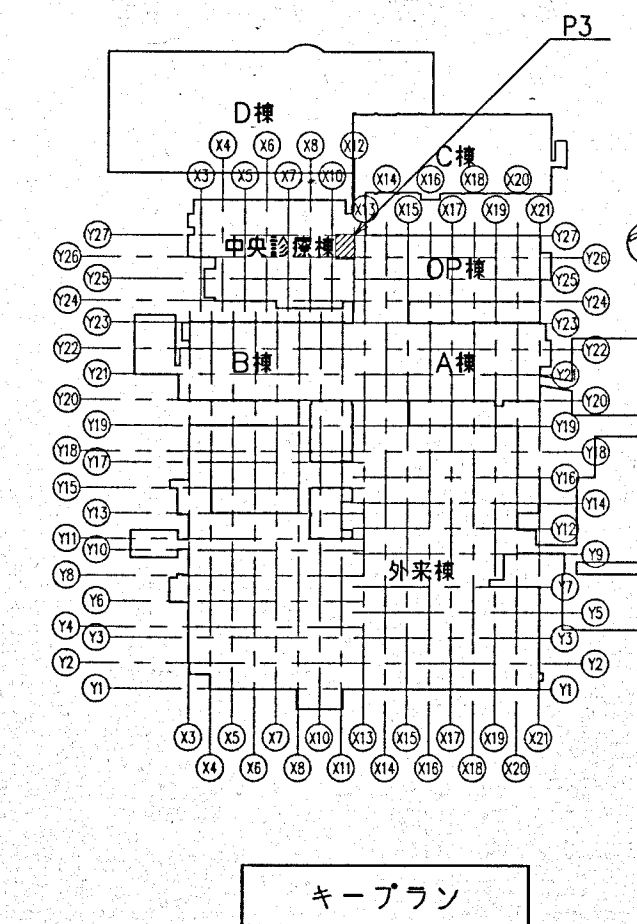 P3
D棟
C棟
X4 X6 X8 X12
X3 X5 X7 X10
X14 X16 X18 X20
X13 X15 X17 X19 X21
Y27 中央診療棟 Y27
Y26 OP棟 Y26
Y25 Y25
Y24 Y24
Y23 Y23
Y22 B棟 A棟 Y22
Y21 Y21
Y20 Y20
Y19 Y19
Y18 Y18
Y17
Y16
Y15
Y14
Y13
Y12
Y11
Y10 Y9
Y8 外来棟
Y7
Y6
Y5
Y4
Y3 Y3
Y2 Y2
Y1 Y1
X3 X5 X7 X10 X13 X15 X17 X19 X21
X4 X6 X8 X11 X14 X16 X18 X20
キープラン